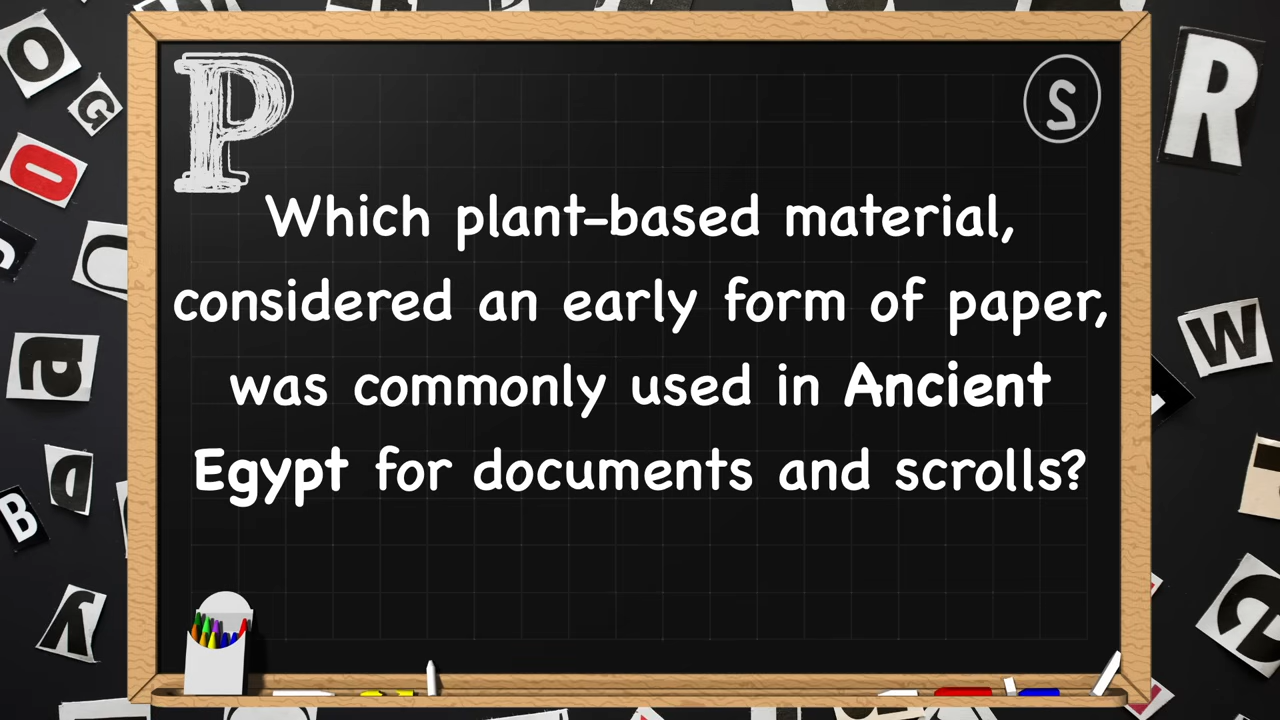 P
S
Which plant-based material,
considered an early form of paper,
was commonly used in Ancient
Egypt for documents and scrolls?
O
G
O
a
B
R
W